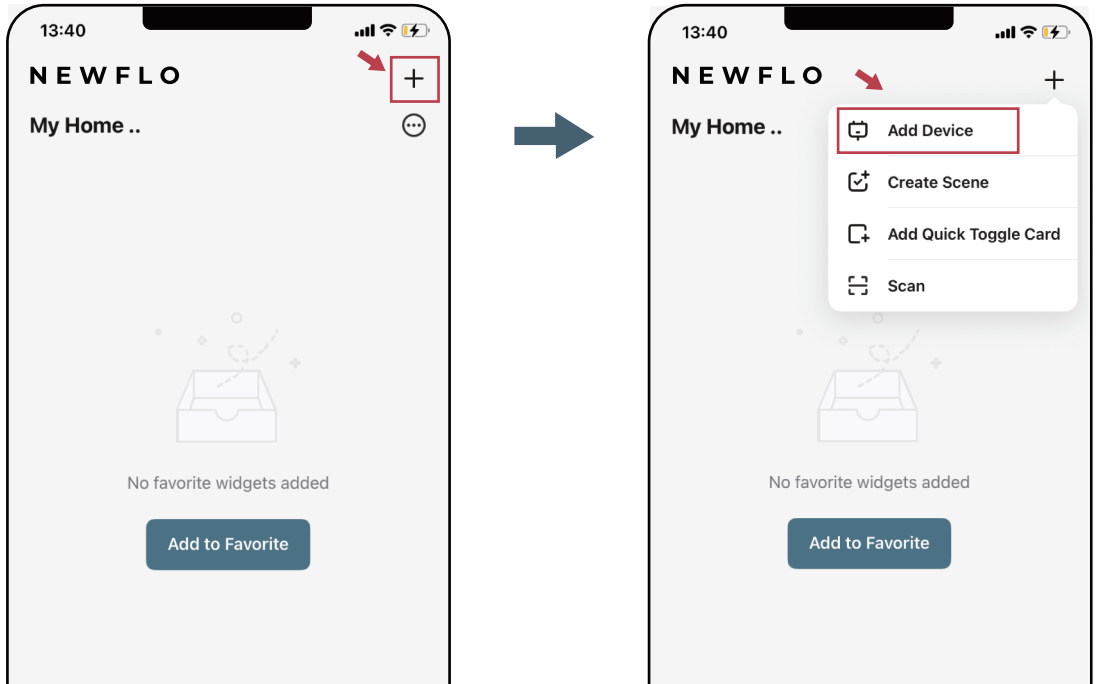 13:40
NEWFLO
My Home ..
No favorite widgets added
Add to Favorite
13:40
NEWFLO
My Home ..
Add Device
Create Scene
Add Quick Toggle Card
Scan
No favorite widgets added
Add to Favorite